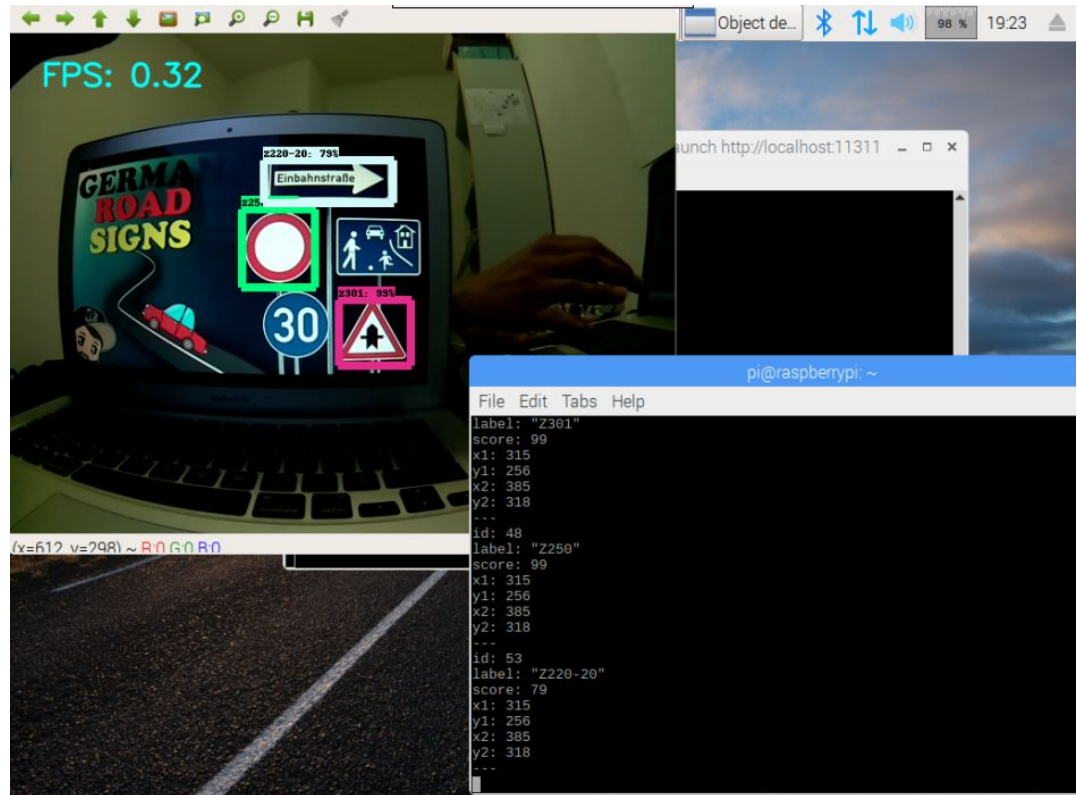 Object de...
98 %
19:23
FPS: 0.32
z220-20: 79%
Einbahnstraße
GERMAN
ROAD
SIGNS
z25
z301: 99%
30
aunch http://localhost:11311
(x=612, y=298) ~ R:0 G:0 B:0
pi@raspberrypi: ~
File Edit Tabs Help
label: "Z301"
score: 99
x1: 315
y1: 256
x2: 385
y2: 318
---
id: 48
label: "Z250"
score: 99
x1: 315
y1: 256
x2: 385
y2: 318
---
id: 53
label: "Z220-20"
score: 79
x1: 315
y1: 256
x2: 385
y2: 318
---